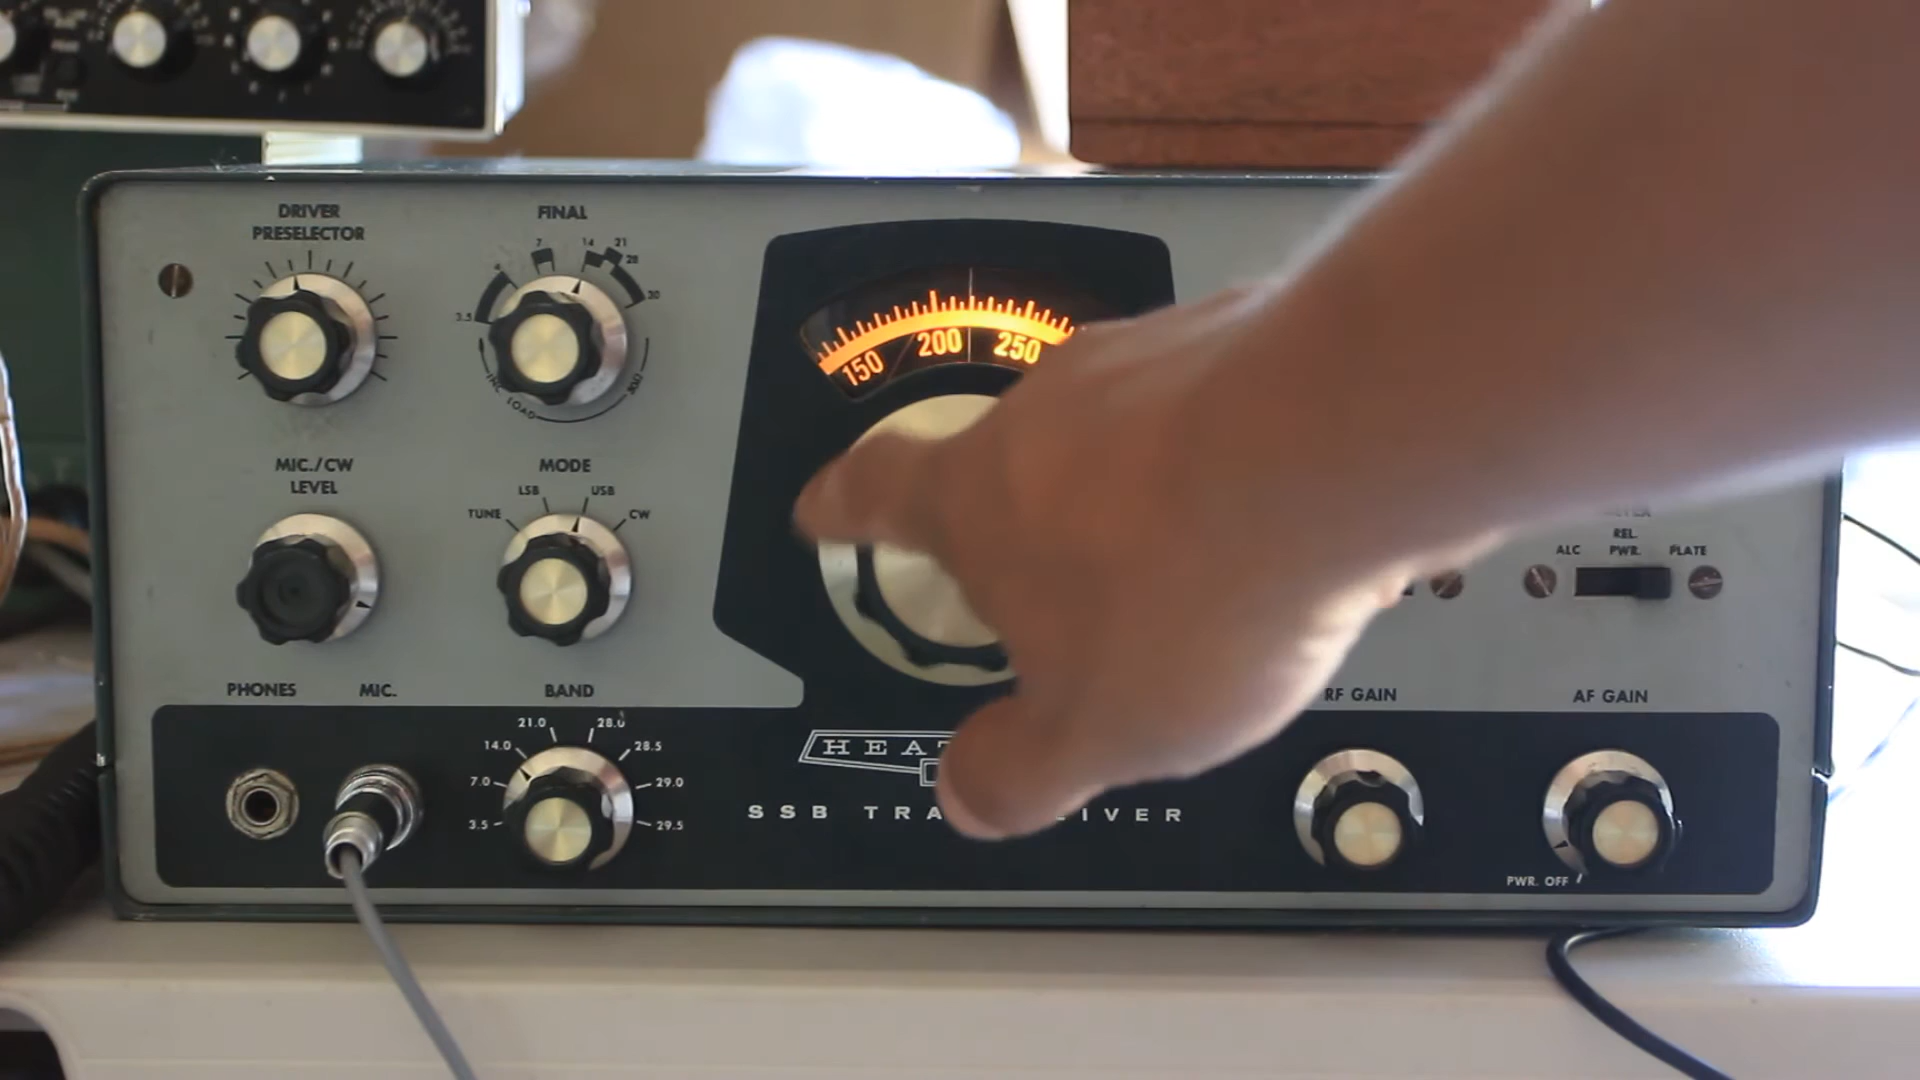 DRIVER
PRESELECTOR
FINAL
3.5
4
7
14
21
28
30
INC
LOAD
150
200
250
MIC./CW
LEVEL
MODE
TUNE
LSB
USB
CW
REL.
ALC
PWR.
PLATE
PHONES
MIC.
BAND
3.5
7.0
14.0
21.0
28.0
28.5
29.0
29.5
HEAT
SSB TRA IVER
RF GAIN
AF GAIN
PWR. OFF